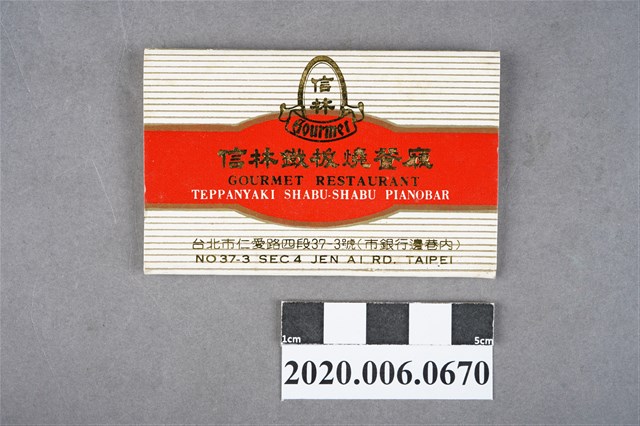 信
林
Gourmet
信林鐵板燒餐廳
GOURMET RESTAURANT
TEPPANYAKI SHABU-SHABU PIANOBAR
台北市仁愛路四段37-3號(市銀行邊巷內)
NO 37-3 SEC 4 JEN AI RD. TAIPEI
1cm 5cm
2020.006.0670